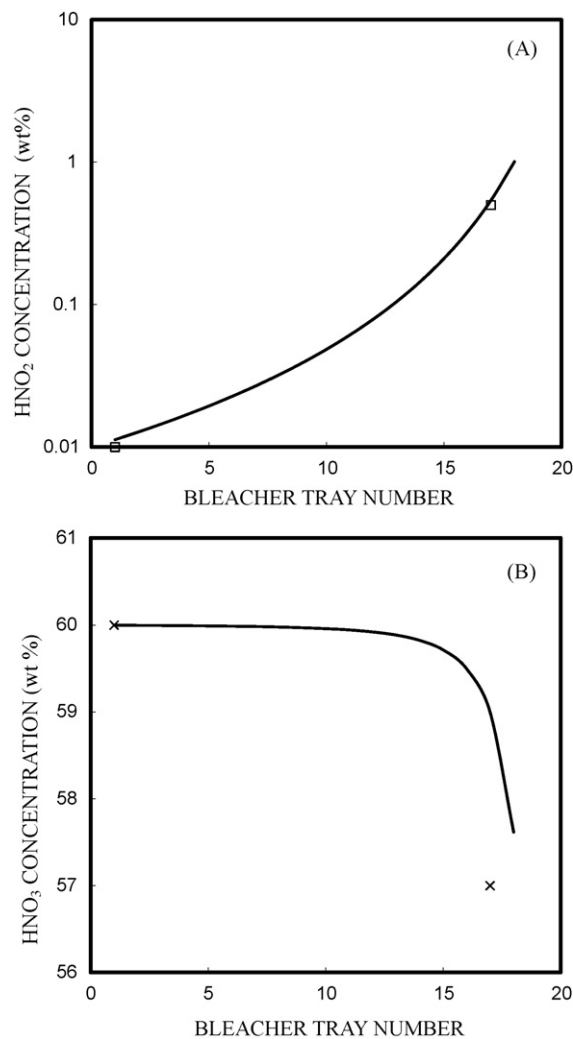 10
(A)
1
0.1
0.01
HNO₂ CONCENTRATION (wt%)
0 5 10 15 20
BLEACHER TRAY NUMBER
61
(B)
60
59
58
57
56
HNO₃ CONCENTRATION (wt %)
0 5 10 15 20
BLEACHER TRAY NUMBER